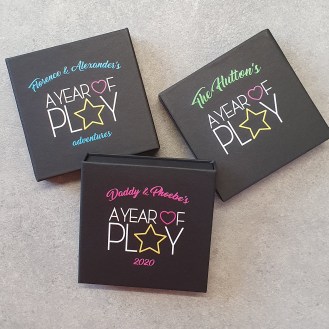 Florence & Alexander's
A YEAR OF
PLAY
adventures
The Hutton's
A YEAR OF
PLAY
Daddy & Phoebe's
A YEAR OF
PLAY
2020